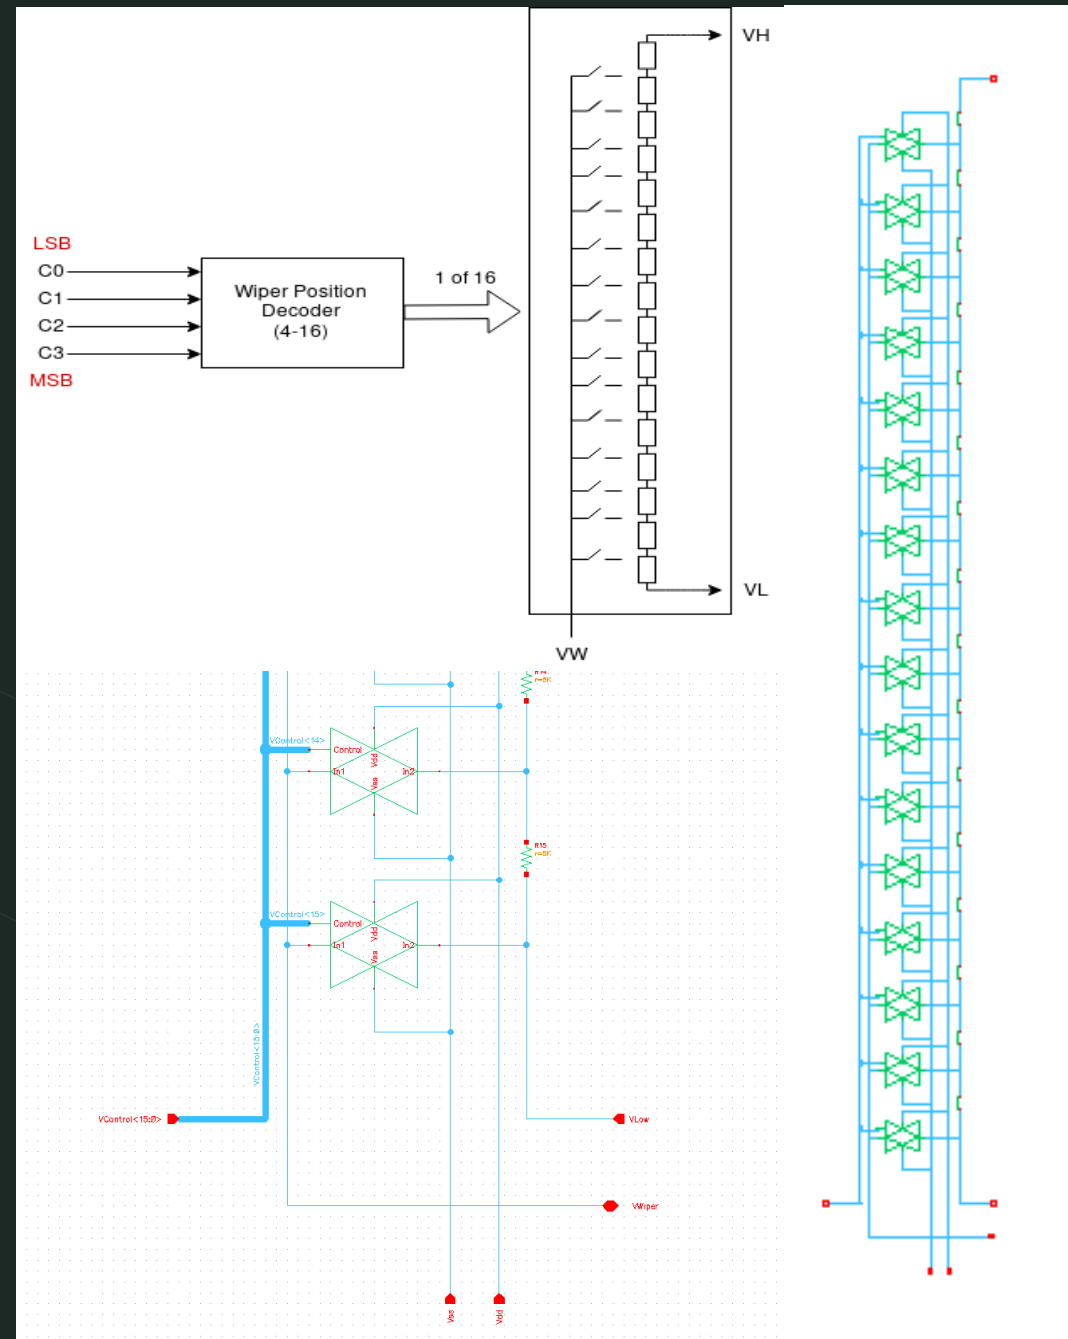 VH
LSB
C0
C1
C2
C3
MSB
Wiper Position
Decoder
(4-16)
1 of 16
VL
VW
R14
r=5K
VControl<14>
Control
Vdd
In1
Vss
In2
R15
r=5K
VControl<15>
Control
Vdd
In1
Vss
In2
VControl<15:0>
VControl<15:0>
VLow
VWiper
Vss
Vdd